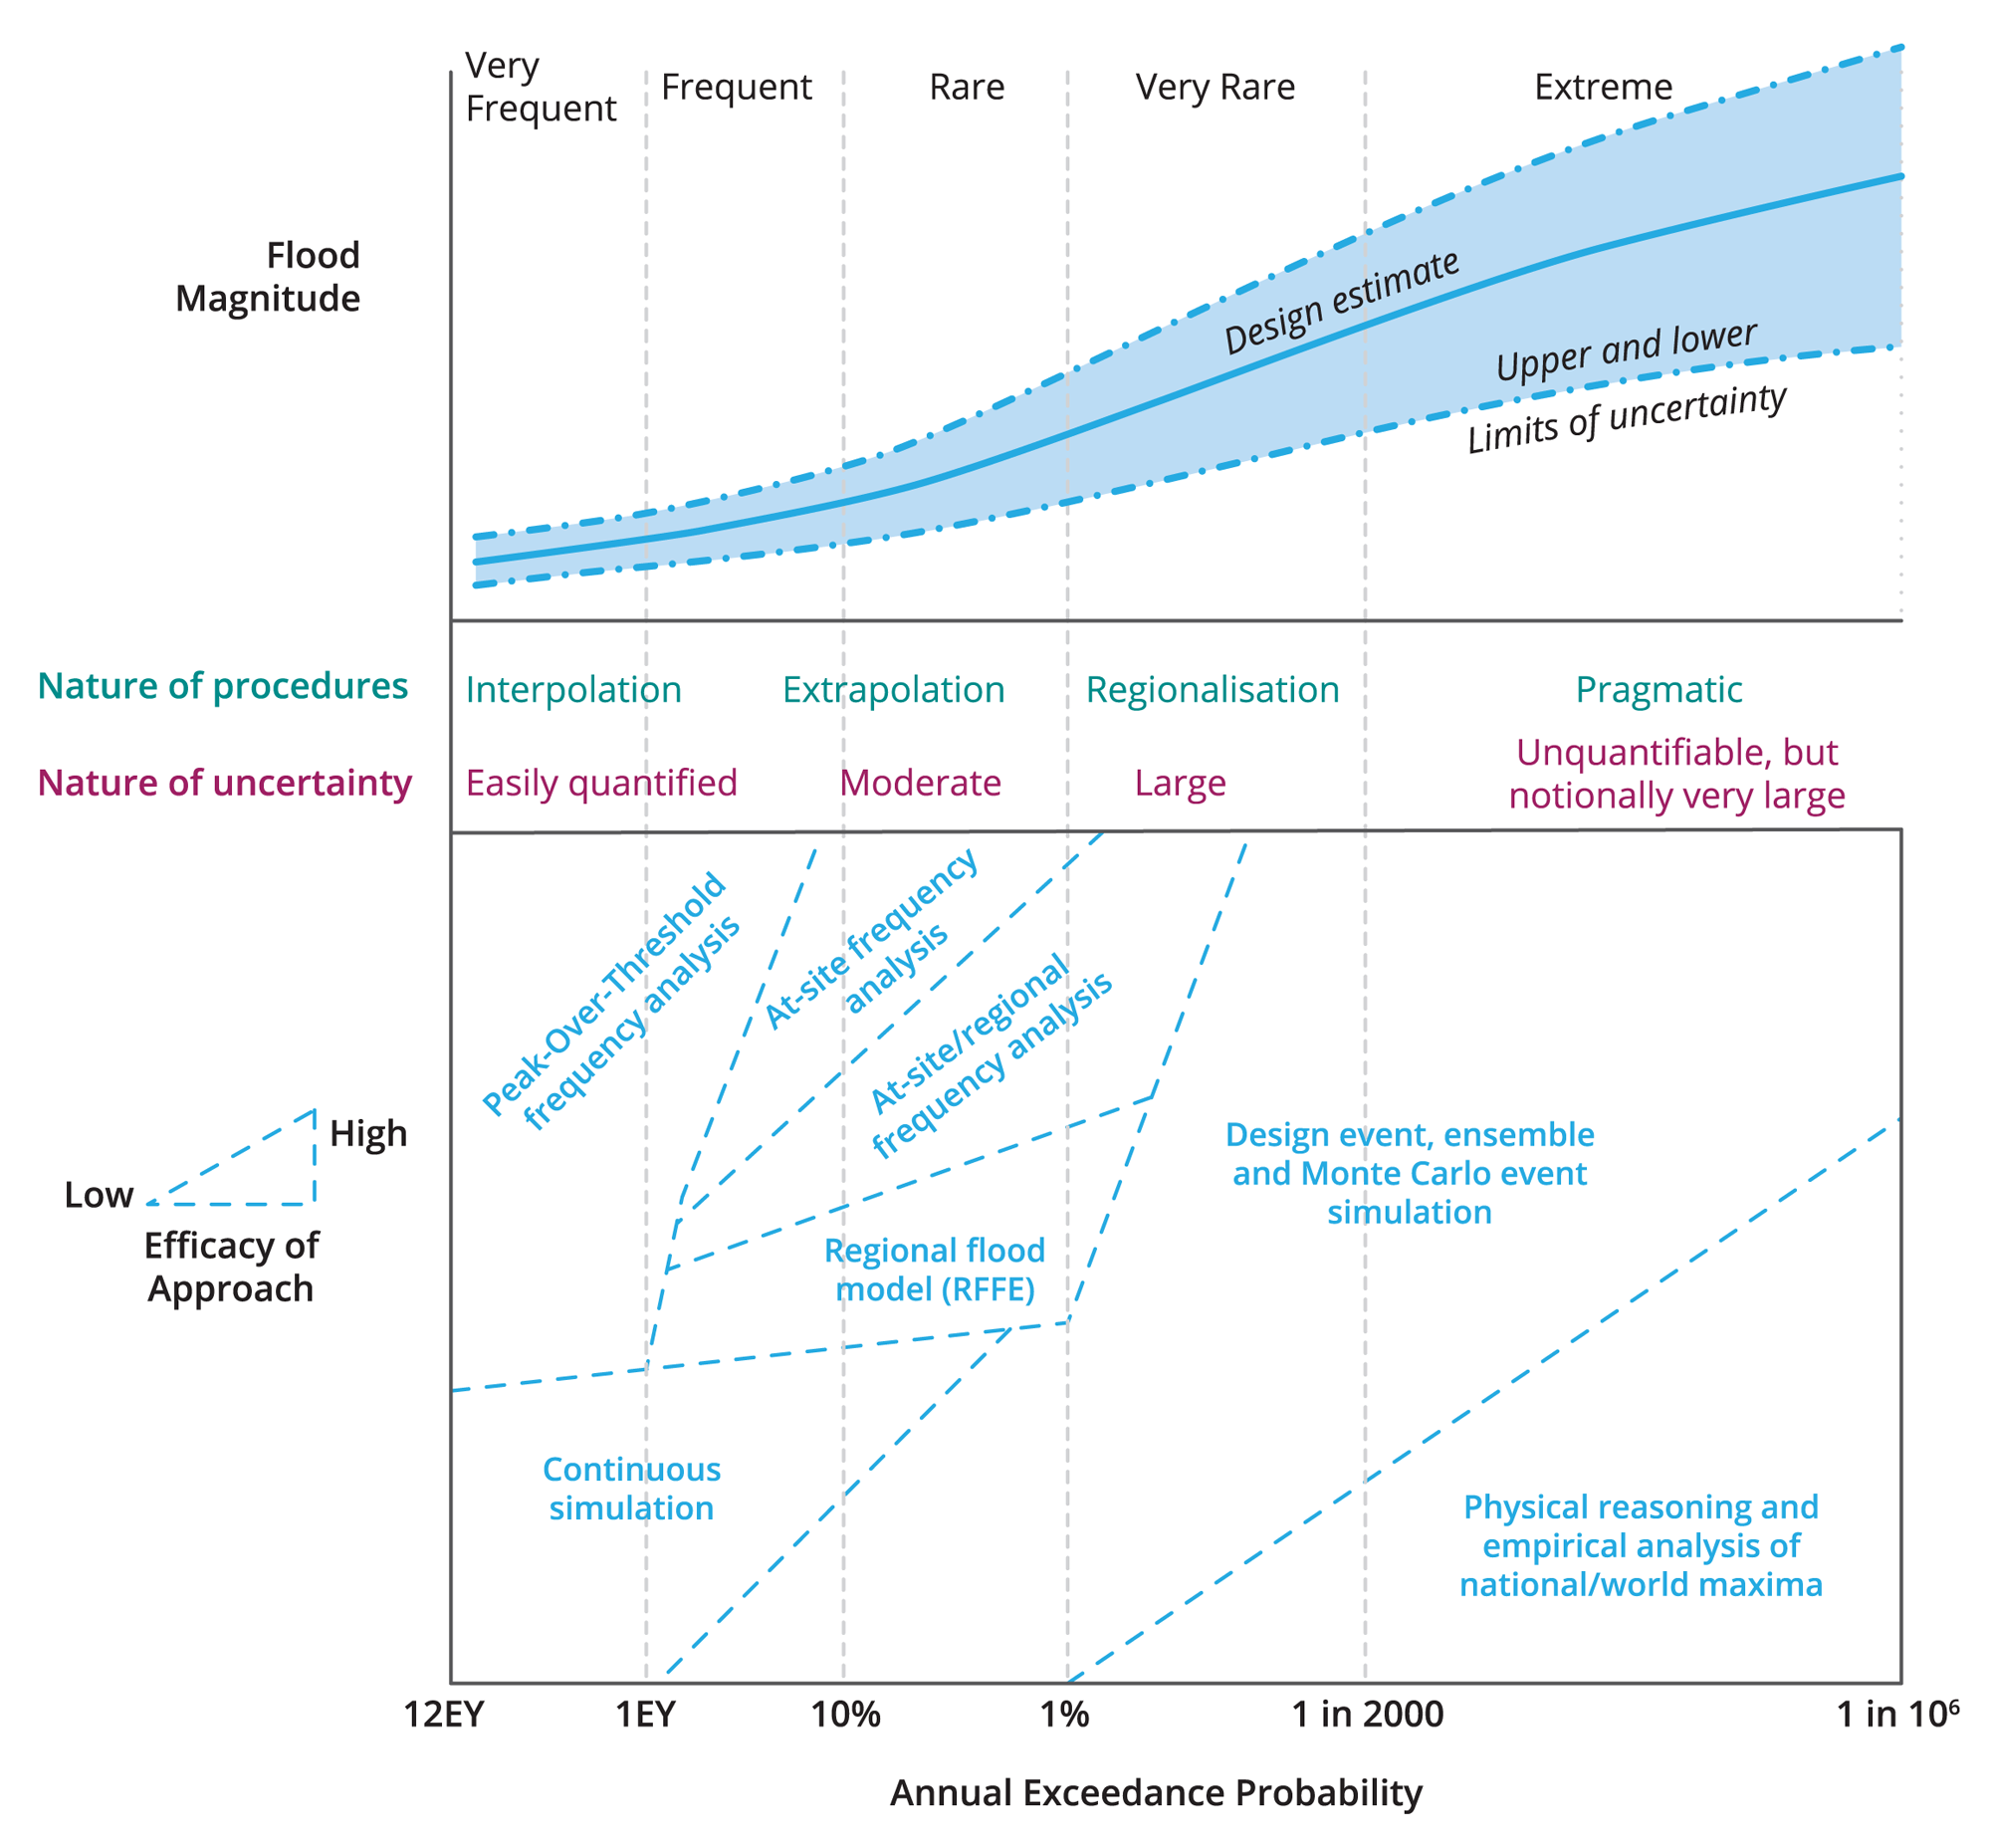 Very
Frequent
Frequent
Rare
Very Rare
Extreme
Flood
Magnitude
Design estimate
Upper and lower
Limits of uncertainty
Nature of procedures
Interpolation
Extrapolation
Regionalisation
Pragmatic
Nature of uncertainty
Easily quantified
Moderate
Large
Unquantifiable, but
notionally very large
Peak-Over-Threshold
frequency analysis
At-site frequency
analysis
At-site/regional
frequency analysis
High
Low
Efficacy of
Approach
Design event, ensemble
and Monte Carlo event
simulation
Regional flood
model (RFFE)
Continuous
simulation
Physical reasoning and
empirical analysis of
national/world maxima
12EY
1EY
10%
1%
1 in 2000
1 in 10⁶
Annual Exceedance Probability